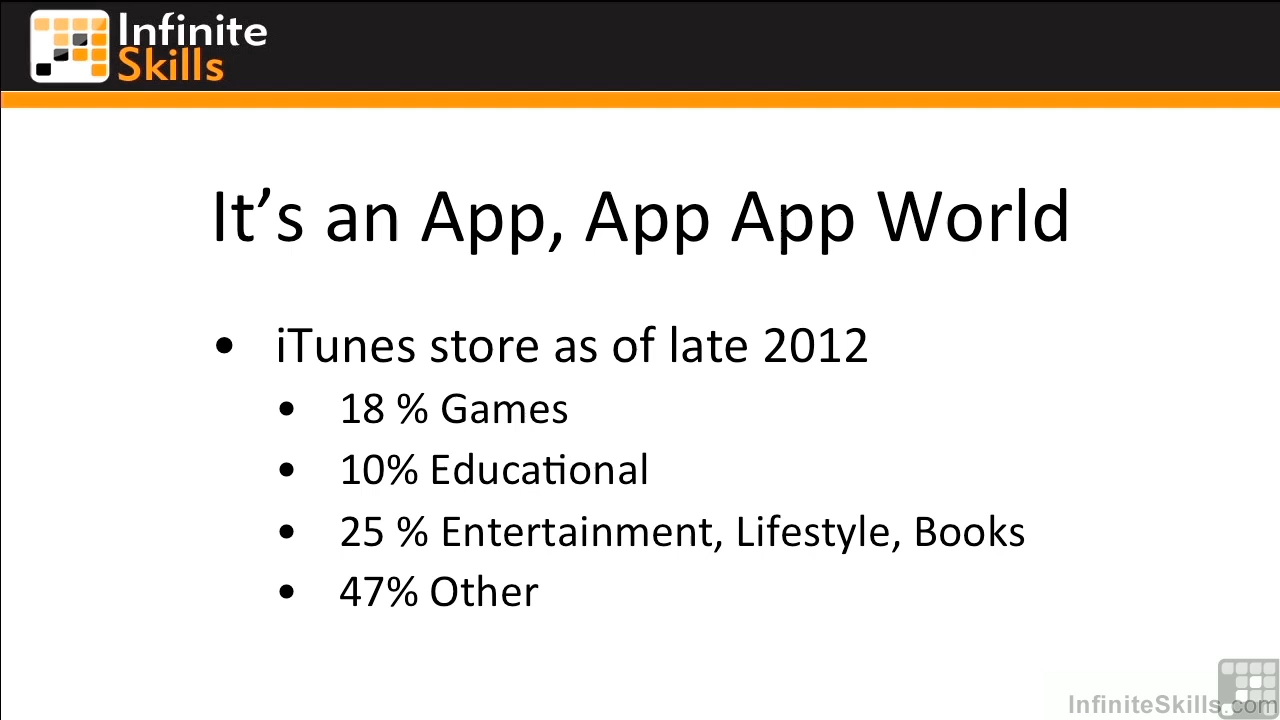 Infinite
Skills
It’s an App, App App World
• iTunes store as of late 2012
• 18 % Games
• 10% Educational
• 25 % Entertainment, Lifestyle, Books
• 47% Other
InfiniteSkills.com